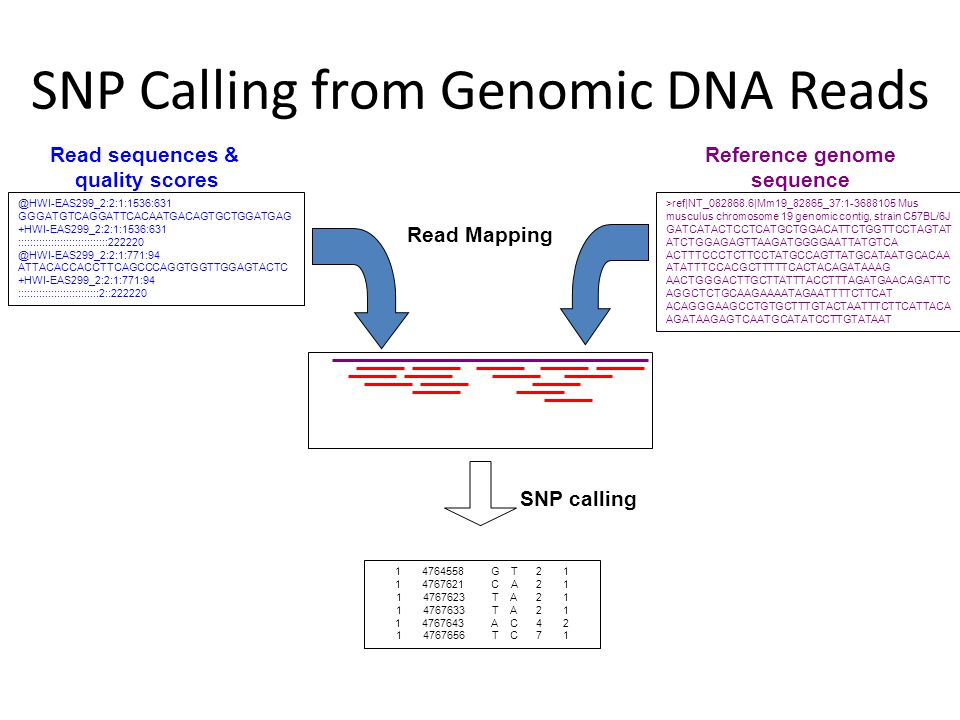 SNP Calling from Genomic DNA Reads
Read sequences &
quality scores
@HWI-EAS299_2:2:1:1536:631
GGGATGTCAGGATTCACAATGACAGTGCTGGATGAG
+HWI-EAS299_2:2:1:1536:631
::::::::::::::::::::::::::::::222220
@HWI-EAS299_2:2:1:771:94
ATTACACCACCTTCAGCCCAGGTGGTTGGAGTACTC
+HWI-EAS299_2:2:1:771:94
:::::::::::::::::::::::::::2::222220
Read Mapping
Reference genome
sequence
>ref|NT_082868.6|Mm19_82865_37:1-3688105 Mus
musculus chromosome 19 genomic contig, strain C57BL/6J
GATCATACTCCTCATGCTGGACATTCTGGTTCCTAGTAT
ATCTGGAGAGTTAAGATGGGGAATTATGTCA
ACTTTCCCTCTTCCTATGCCAGTTATGCATAATGCACAA
ATATTTCCACGCTTTTTCACTACAGATAAAG
AACTGGGACTTGCTTATTTACCTTTAGATGAACAGATTC
AGGCTCTGCAAGAAAATAGAATTTTCTTCAT
ACAGGGAAGCCTGTGCTTTGTACTAATTTCTTCATTACA
AGATAAGAGTCAATGCATATCCTTGTATAAT
SNP calling
1 4764558 G T 2 1
1 4767621 C A 2 1
1 4767623 T A 2 1
1 4767633 T A 2 1
1 4767643 A C 4 2
1 4767656 T C 7 1